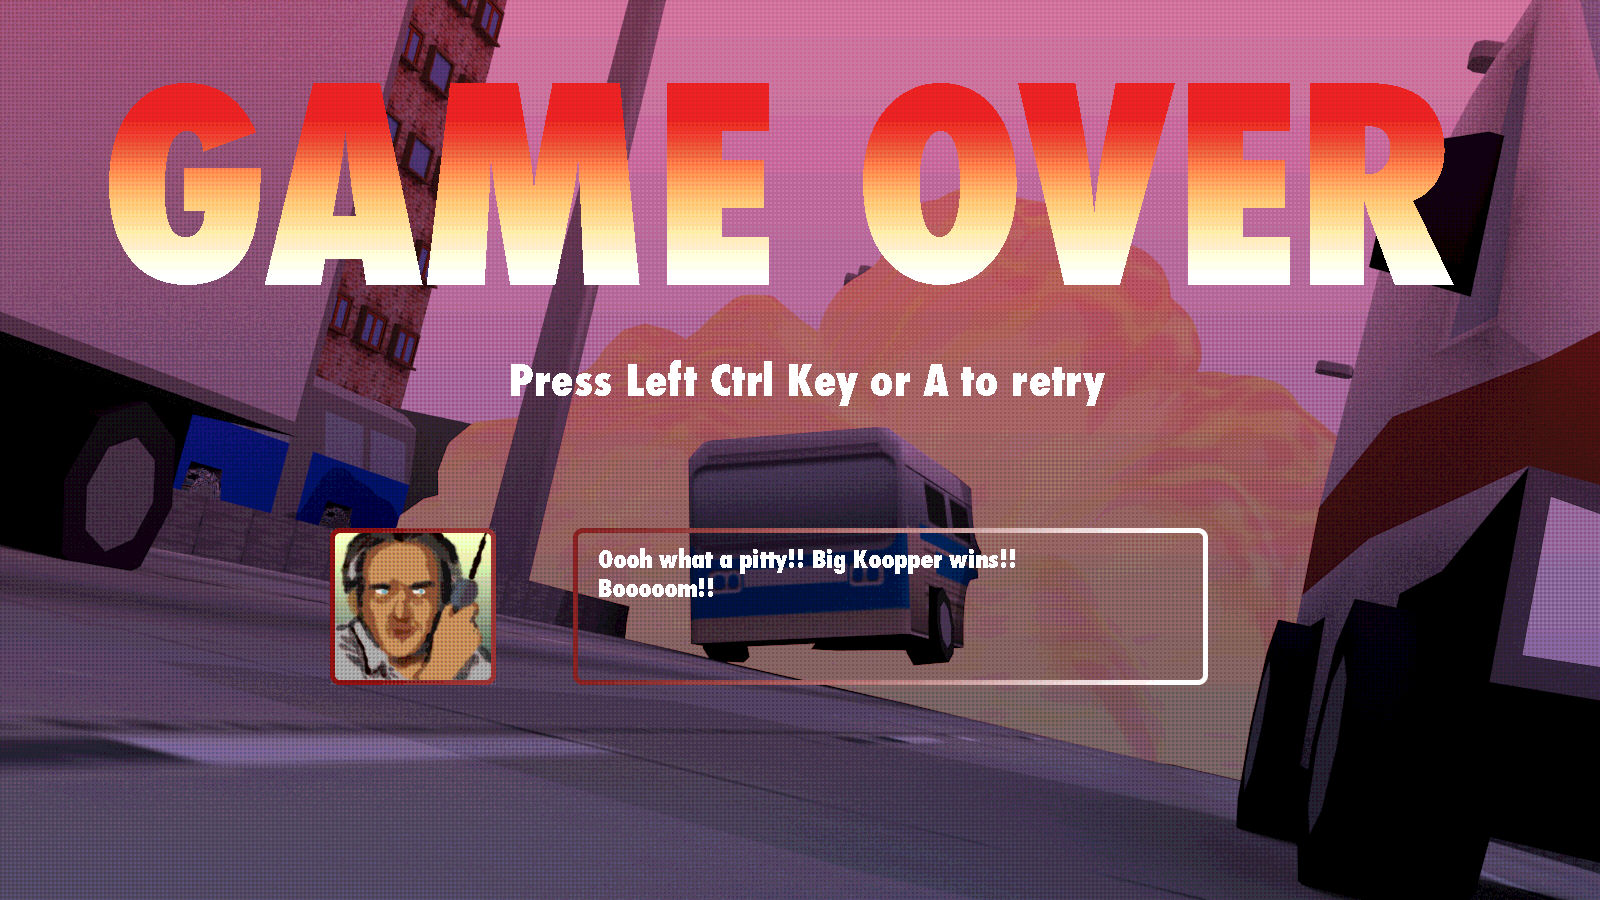 GAME OVER
Press Left Ctrl Key or A to retry
Oooh what a pitty!! Big Koopper wins!!
Booooom!!